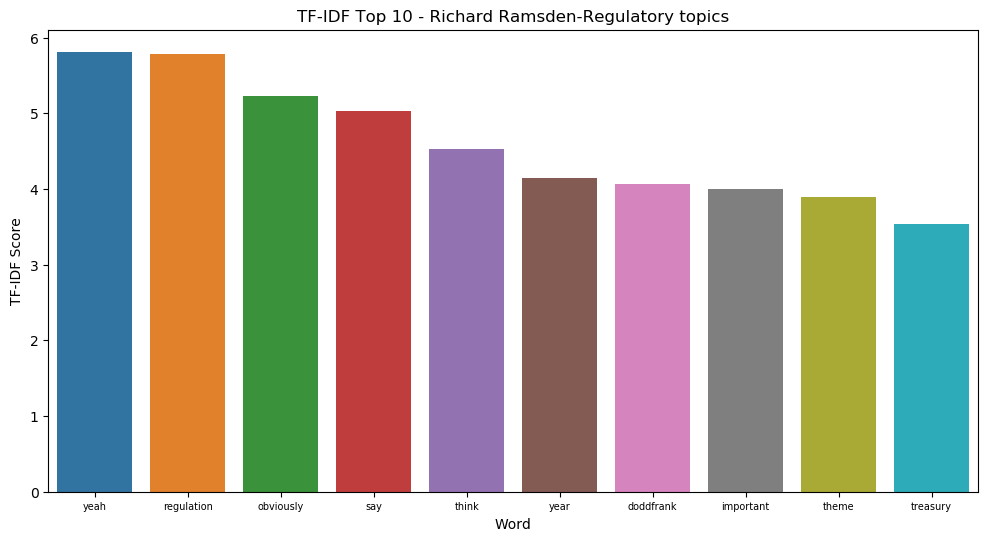 TF-IDF Top 10 - Richard Ramsden-Regulatory topics
TF-IDF Score
6
5
4
3
2
1
0
yeah regulation obviously say think year doddfrank important theme treasury
Word